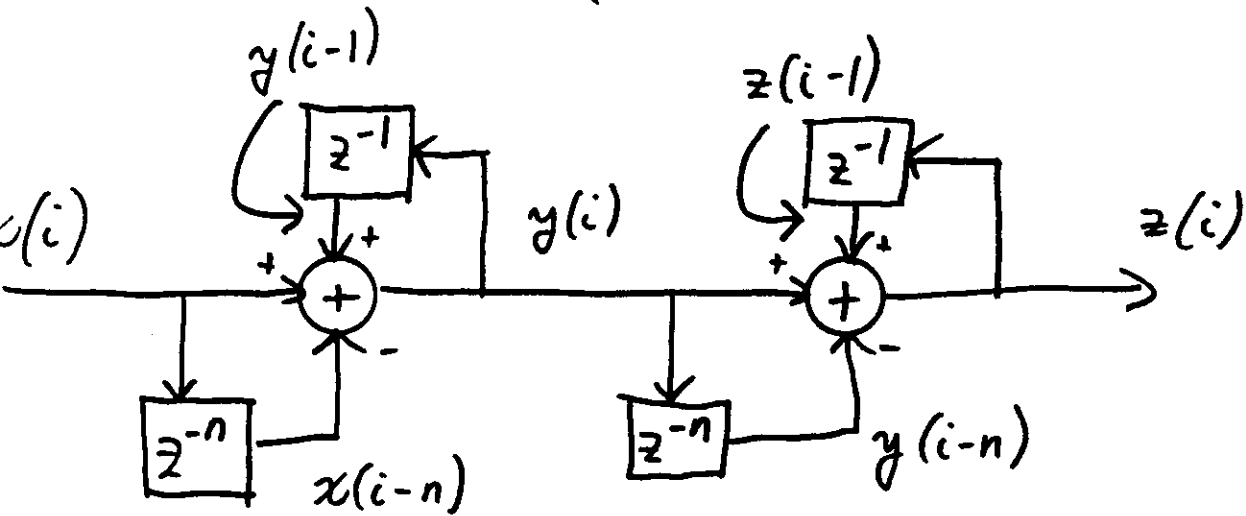 y(i-1)
z(i-1)
z⁻¹
z⁻¹
(i)
y(i)
z(i)
+
+
+
+
+
+
-
-
z⁻ⁿ
z⁻ⁿ
x(i-n)
y(i-n)